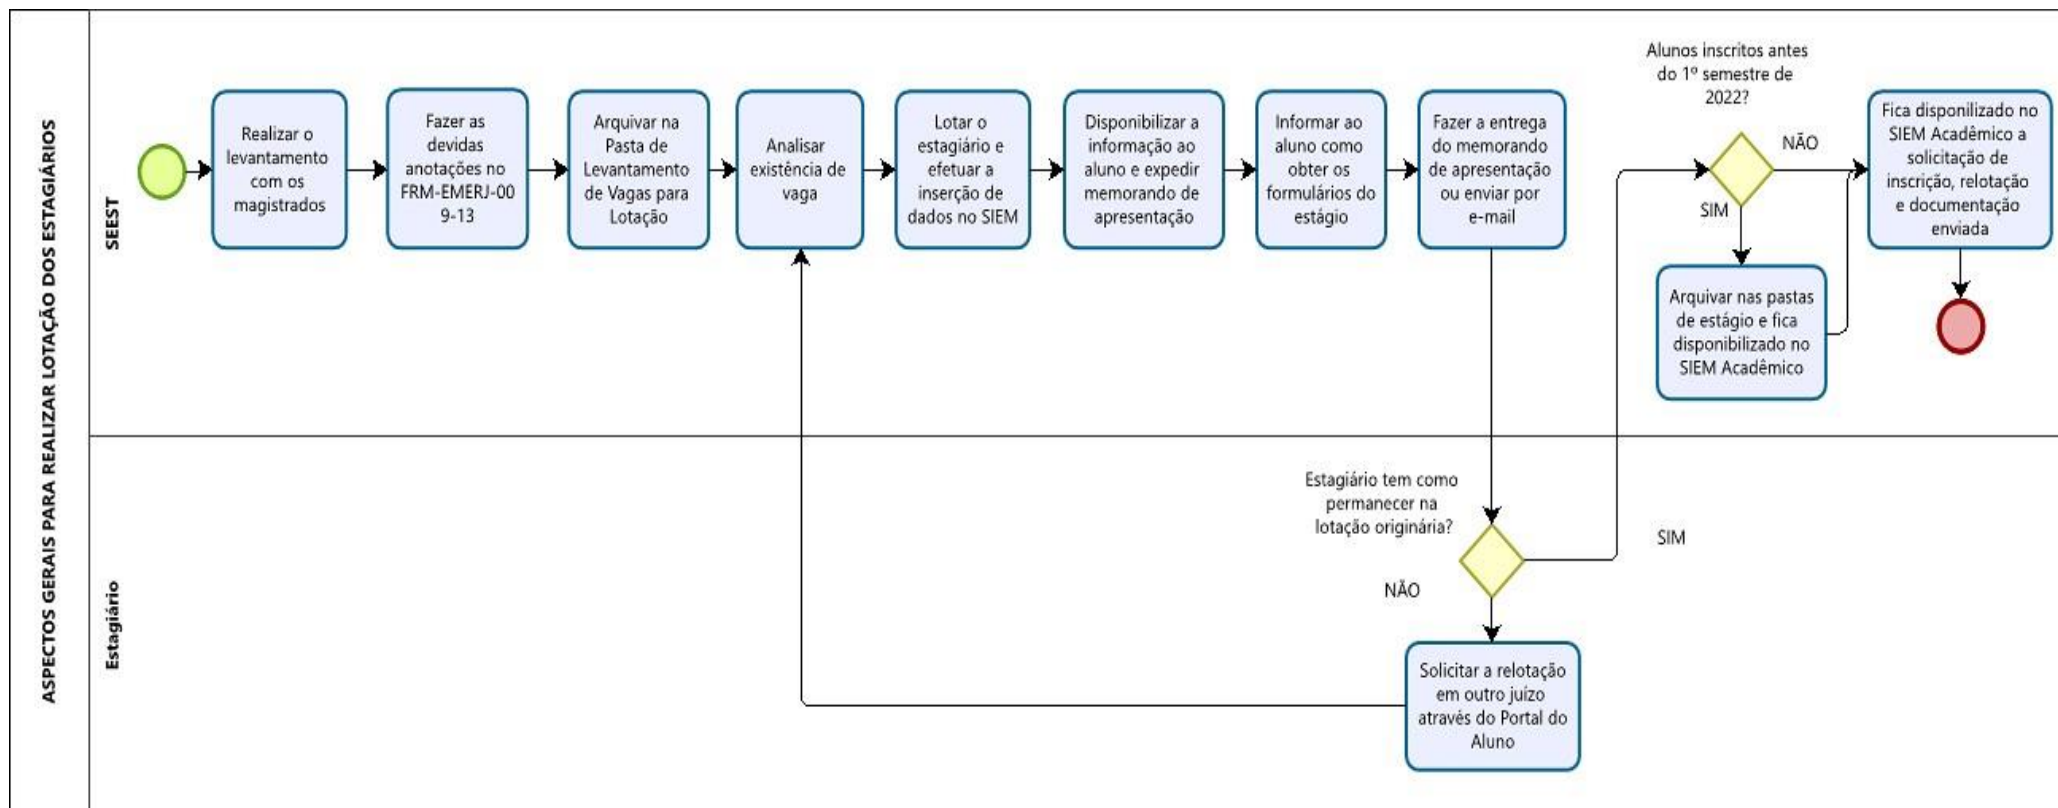 ASPECTOS GERAIS PARA REALIZAR LOTAÇÃO DOS ESTAGIÁRIOS
SEEST
Realizar o
levantamento
com os
magistrados
Fazer as
devidas
anotações no
FRM-EMERJ-00
9-13
Arquivar na
Pasta de
Levantamento
de Vagas para
Lotação
Analisar
existência de
vaga
Lotar o
estagiário e
efetuar a
inserção de
dados no SIEM
Disponibilizar a
informação ao
aluno e expedir
memorando de
apresentação
Informar ao
aluno como
obter os
formulários do
estágio
Fazer a entrega
do memorando
de apresentação
ou enviar por
e-mail
Alunos inscritos antes
do 1º semestre de
2022?
NÃO
SIM
Fica disponilizado no
SIEM Acadêmico a
solicitação de
inscrição, relotação
e documentação
enviada
Arquivar nas pastas
de estágio e fica
disponibilizado no
SIEM Acadêmico
Estagiário
Estagiário tem como
permanecer na
lotação originária?
SIM
NÃO
Solicitar a relotação
em outro juízo
através do Portal do
Aluno